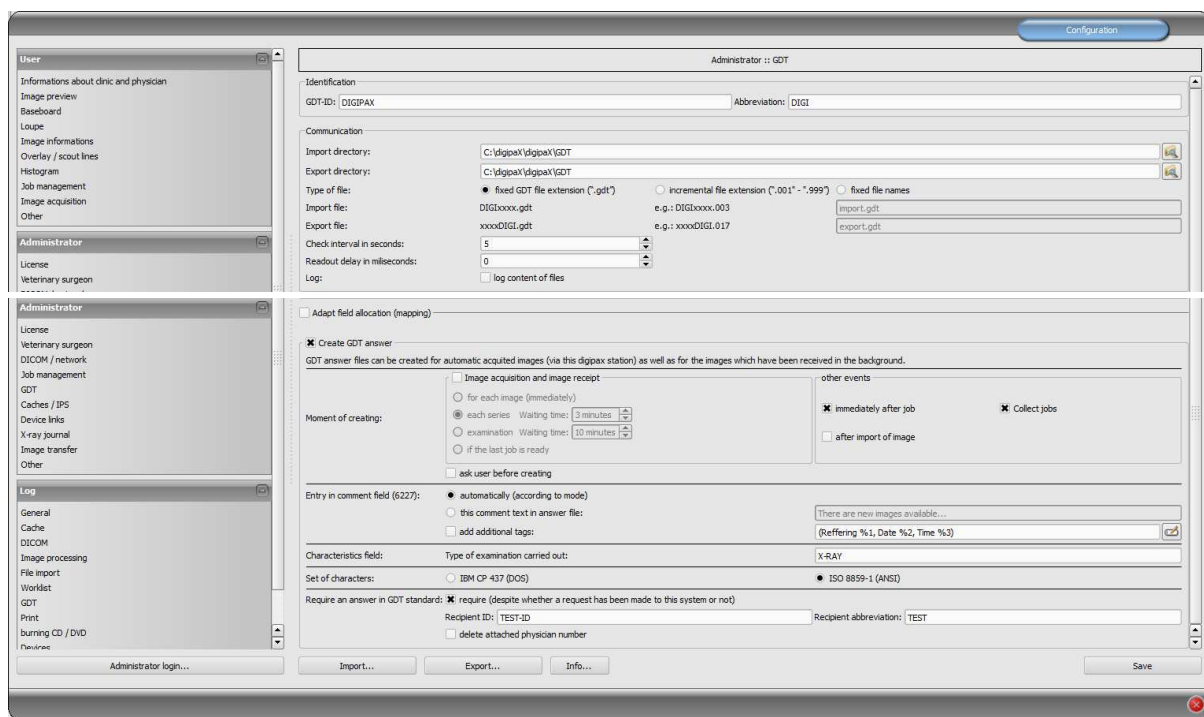 Configuration
User
Informations about clinic and physician
Image preview
Baseboard
Loupe
Image informations
Overlay / scout lines
Histogram
Job management
Image acquisition
Other
Administrator
License
Veterinary surgeon
Administrator :: GDT
Identification
GDT-ID: DIGIPAX Abbreviation: DIGI
Communication
Import directory: C:\digipaX\digipaX\GDT
Export directory: C:\digipaX\digipaX\GDT
Type of file: fixed GDT file extension (".gdt") incremental file extension (".001" - ".999") fixed file names
Import file: DIGIxxxx.gdt e.g.: DIGIxxxx.003 import.gdt
Export file: xxxxDIGI.gdt e.g.: xxxxDIGI.017 export.gdt
Check interval in seconds: 5
Readout delay in miliseconds: 0
Log: log content of files
Administrator
License
Veterinary surgeon
DICOM / network
Job management
GDT
Caches / IPS
Device links
X-ray journal
Image transfer
Other
Log
General
Cache
DICOM
Image processing
File import
Worklist
GDT
Print
burning CD / DVD
Devices
Administrator login...
Adapt field allocation (mapping)
Create GDT answer
GDT answer files can be created for automatic acquited images (via this digipax station) as well as for the images which have been received in the background.
Moment of creating:
Image acquisition and image receipt
for each image (immediately)
each series Waiting time: 3 minutes
examination Waiting time: 10 minutes
if the last job is ready
other events
immediately after job Collect jobs
after import of image
ask user before creating
Entry in comment field (6227): automatically (according to mode)
this comment text in answer file: There are new images available...
add additional tags: (Reffering %1, Date %2, Time %3)
Characteristics field: Type of examination carried out: X-RAY
Set of characters: IBM CP 437 (DOS) ISO 8859-1 (ANSI)
Require an answer in GDT standard: require (despite whether a request has been made to this system or not)
Recipient ID: TEST-ID Recipient abbreviation: TEST
delete attached physician number
Import... Export... Info... Save